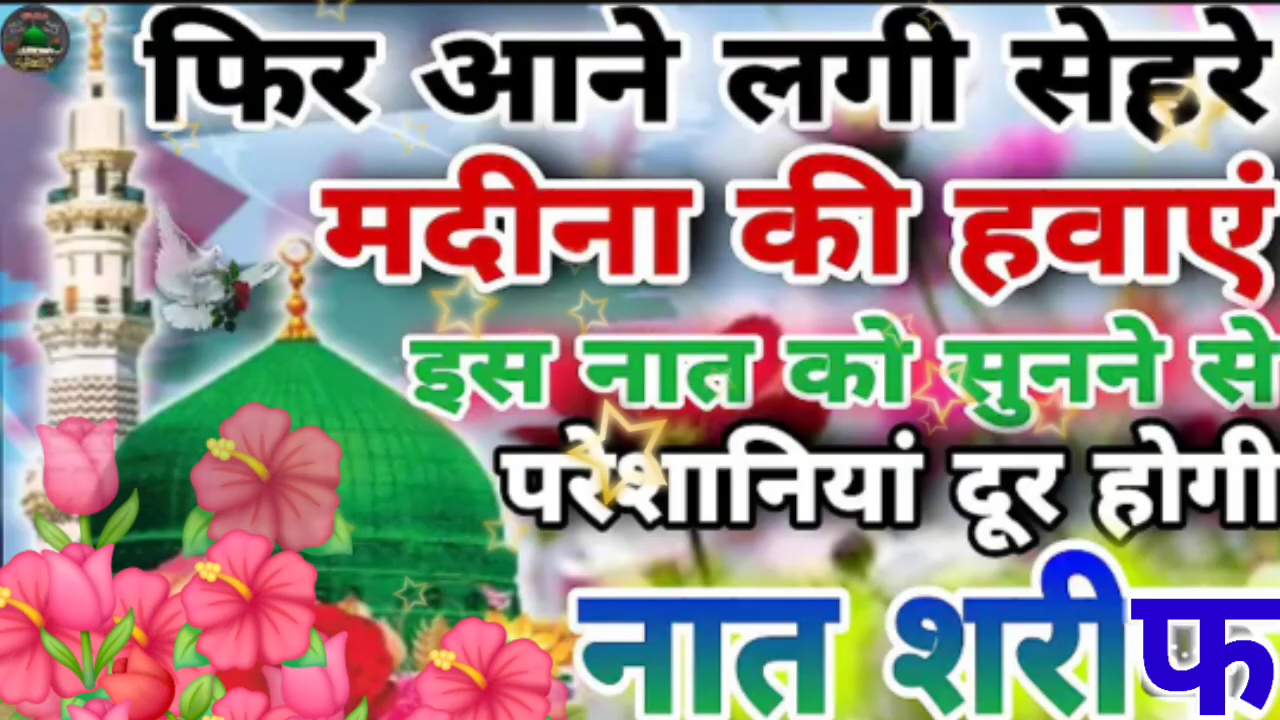 फिर आने लगी सेहरे
मदीना की हवाएं
इस नात को सुनने से
परेशानियां दूर होगी
नात शरीफ